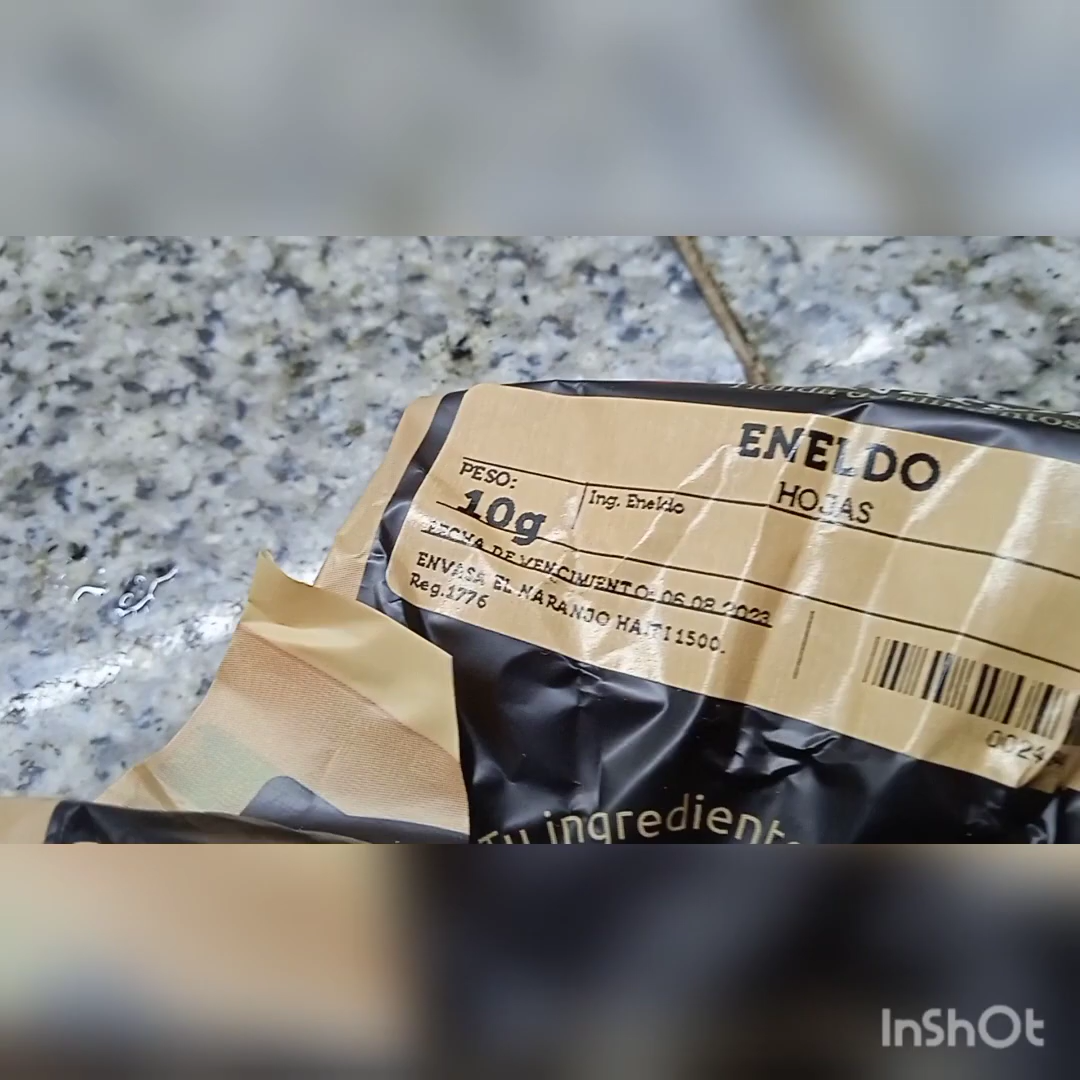 ENELDO
HOJAS
PESO:
10g
Ing. Eneldo
FECHA DE VENCIMIENTO: 06.08.2023
ENVASA EL NARANJO HAITI 1500.
Reg.1776
0024
Tu ingrediente
InShOt